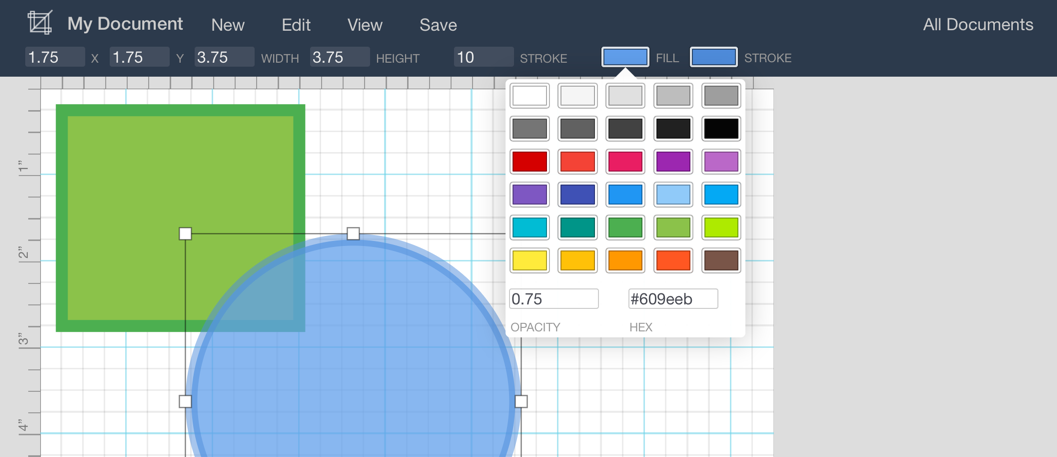 My Document New Edit View Save All Documents
1.75 X 1.75 Y 3.75 WIDTH 3.75 HEIGHT 10 STROKE FILL STROKE
1"
2"
3"
4"
0.75 #609eeb
OPACITY HEX